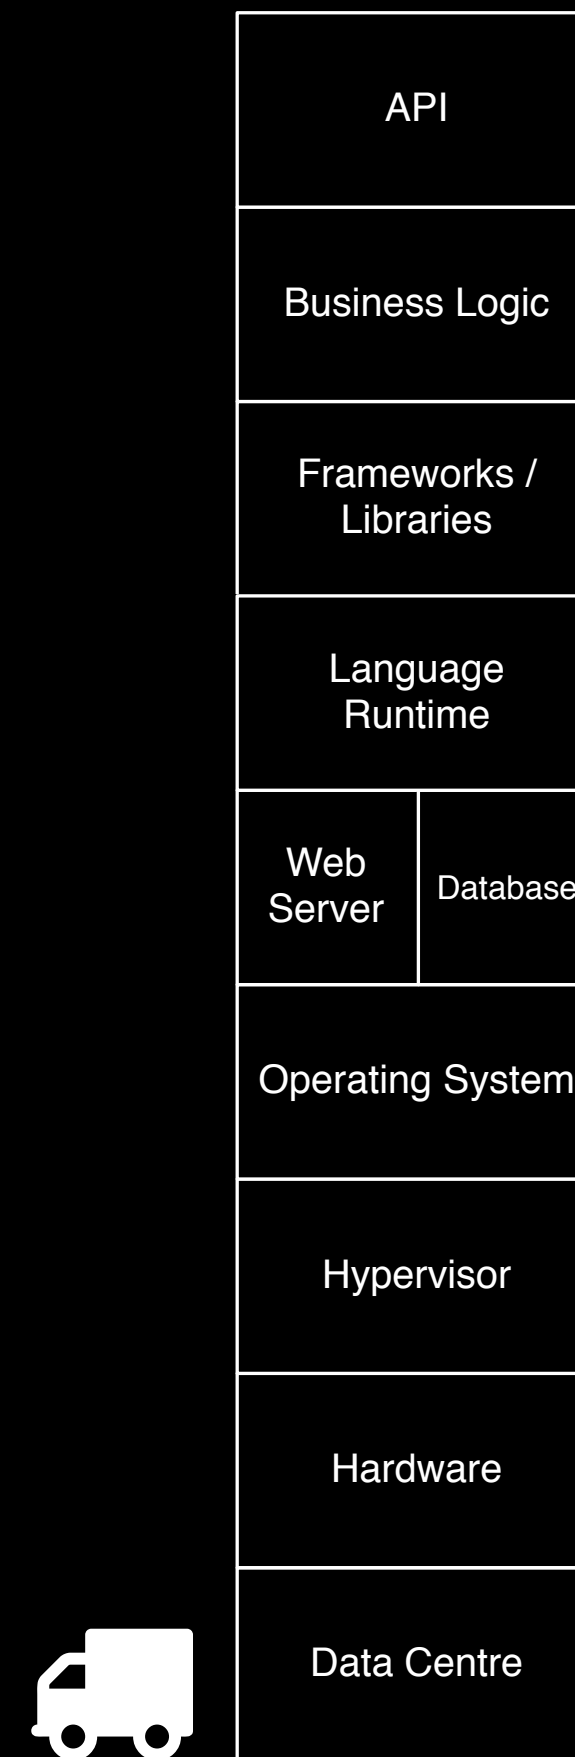 API
Business Logic
Frameworks /
Libraries
Language
Runtime
Web
Server
Database
Operating System
Hypervisor
Hardware
Data Centre